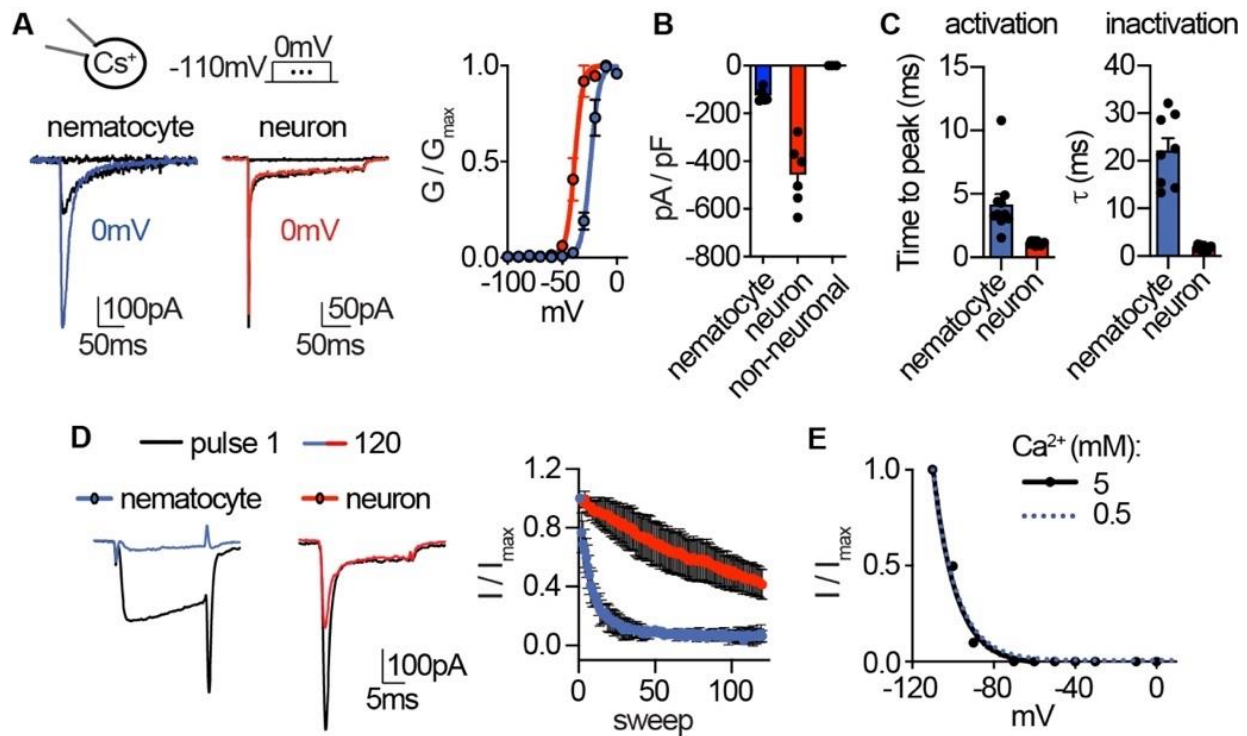 A
Cs⁺
0mV
-110mV
nematocyte
neuron
0mV
0mV
100pA
50ms
50pA
50ms
1.0
0.5
0.0
G / Gmax
-100 -50 0
mV
B
0
-200
-400
-600
-800
pA / pF
nematocyte
neuron
non-neuronal
C
activation
15
10
5
0
Time to peak (ms)
nematocyte
neuron
inactivation
40
30
20
10
0
τ (ms)
nematocyte
neuron
D
pulse 1
120
nematocyte
neuron
100pA
5ms
1.2
0.8
0.4
0.0
I / Imax
0 50 100
sweep
E
Ca²⁺ (mM):
5
0.5
1.0
0.5
0.0
I / Imax
-120 -80 -40 0
mV